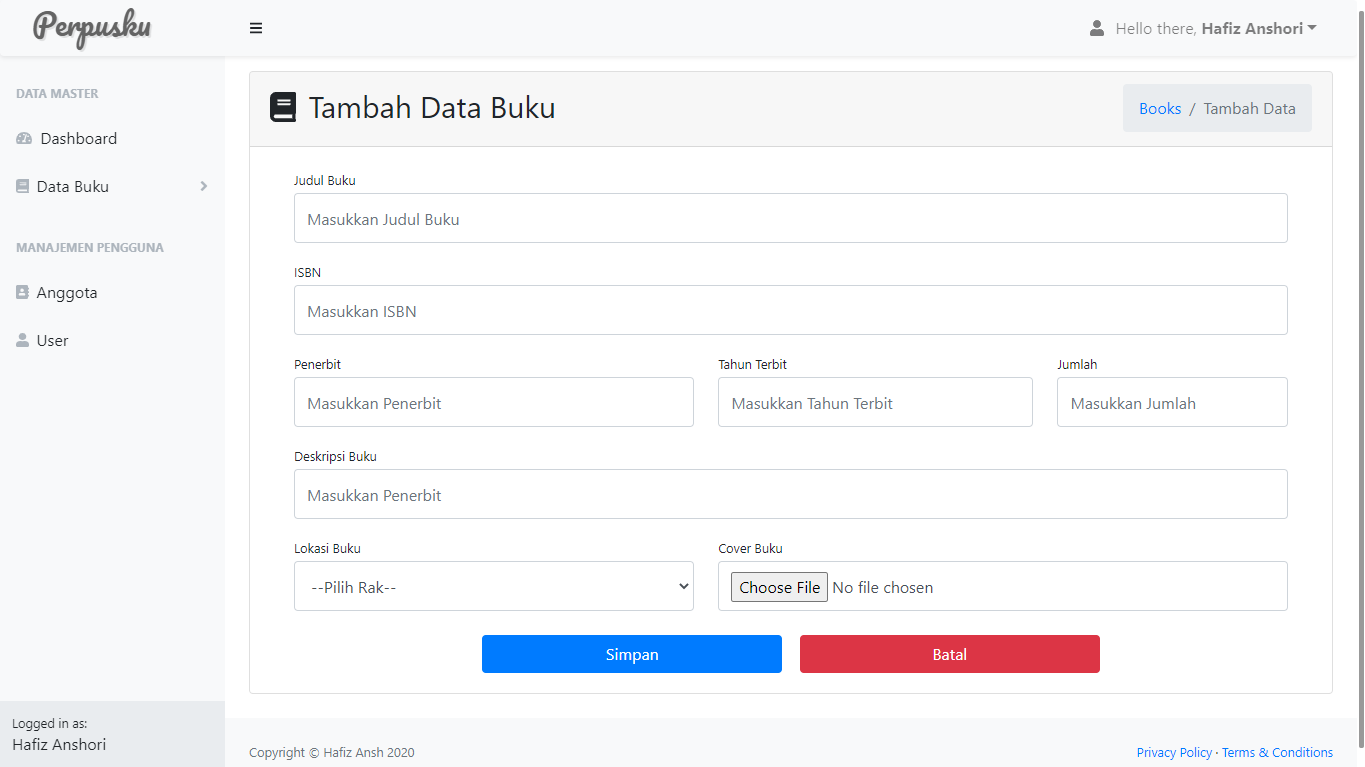 Perpusku
Hello there, Hafiz Anshori
DATA MASTER
Dashboard
Data Buku
MANAJEMEN PENGGUNA
Anggota
User
Logged in as:
Hafiz Anshori
Tambah Data Buku
Books / Tambah Data
Judul Buku
Masukkan Judul Buku
ISBN
Masukkan ISBN
Penerbit Tahun Terbit Jumlah
Masukkan Penerbit Masukkan Tahun Terbit Masukkan Jumlah
Deskripsi Buku
Masukkan Penerbit
Lokasi Buku Cover Buku
--Pilih Rak-- Choose File No file chosen
Simpan Batal
Copyright © Hafiz Ansh 2020 Privacy Policy · Terms & Conditions